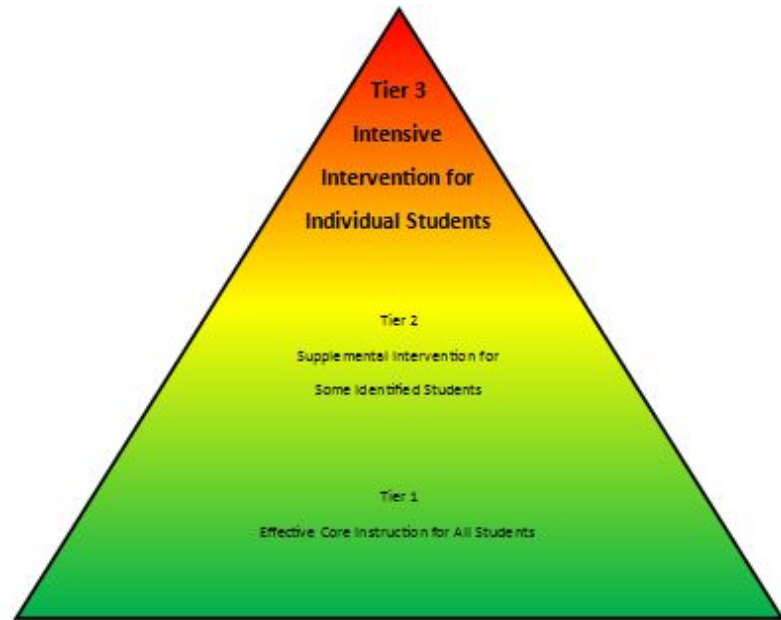 Tier 3
Intensive
Intervention for
Individual Students
Tier 2
Supplemental Intervention for
Some Identified Students
Tier 1
Effective Core Instruction for All Students